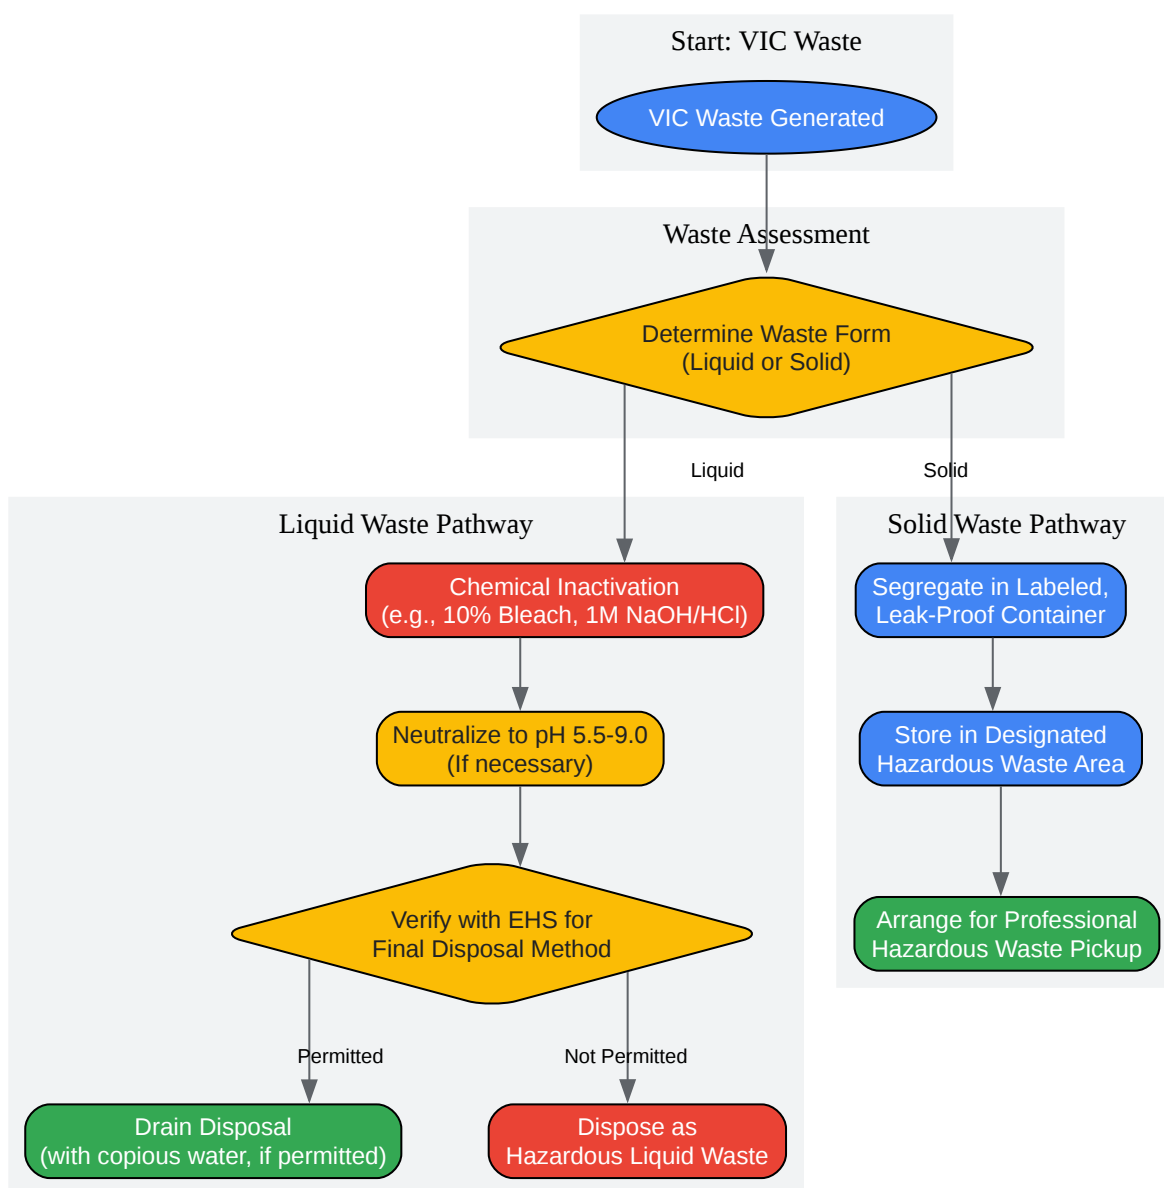 Start: VIC Waste
VIC Waste Generated
Waste Assessment
Determine Waste Form
(Liquid or Solid)
Liquid
Solid
Liquid Waste Pathway
Chemical Inactivation
(e.g., 10% Bleach, 1M NaOH/HCl)
Neutralize to pH 5.5-9.0
(If necessary)
Verify with EHS for
Final Disposal Method
Permitted
Not Permitted
Drain Disposal
(with copious water, if permitted)
Dispose as
Hazardous Liquid Waste
Solid Waste Pathway
Segregate in Labeled,
Leak-Proof Container
Store in Designated
Hazardous Waste Area
Arrange for Professional
Hazardous Waste Pickup